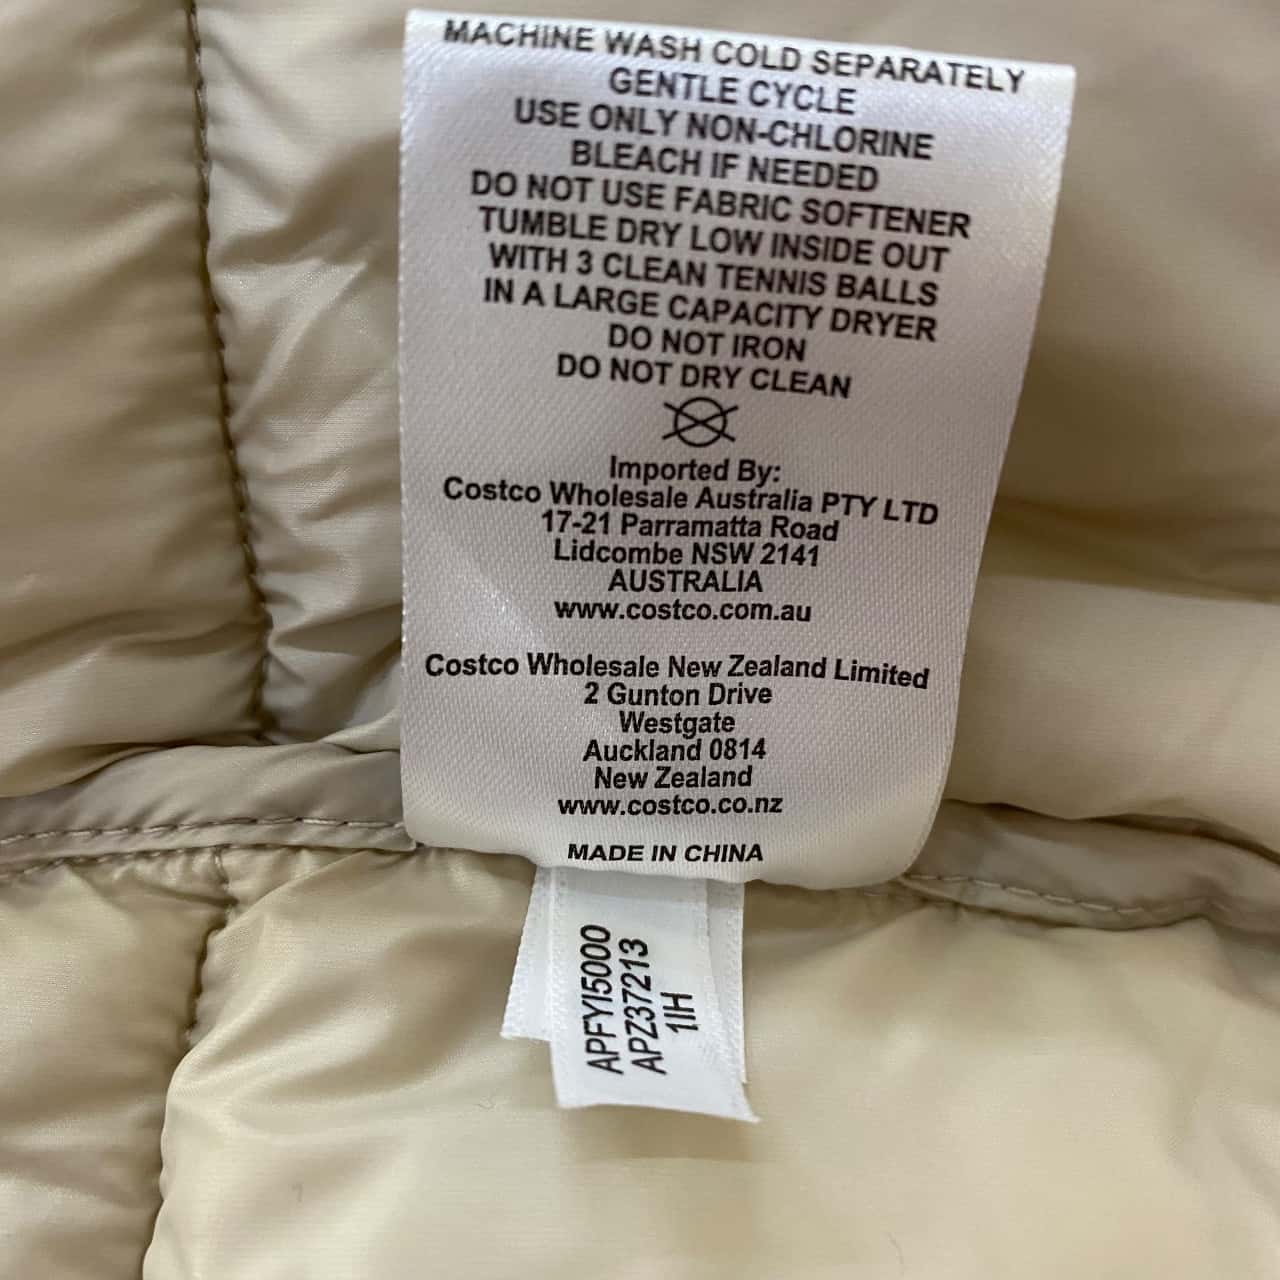 MACHINE WASH COLD SEPARATELY
GENTLE CYCLE
USE ONLY NON-CHLORINE
BLEACH IF NEEDED
DO NOT USE FABRIC SOFTENER
TUMBLE DRY LOW INSIDE OUT
WITH 3 CLEAN TENNIS BALLS
IN A LARGE CAPACITY DRYER
DO NOT IRON
DO NOT DRY CLEAN
Imported By:
Costco Wholesale Australia PTY LTD
17-21 Parramatta Road
Lidcombe NSW 2141
AUSTRALIA
www.costco.com.au
Costco Wholesale New Zealand Limited
2 Gunton Drive
Westgate
Auckland 0814
New Zealand
www.costco.co.nz
MADE IN CHINA
APFYI5000
APZ37213
1IH